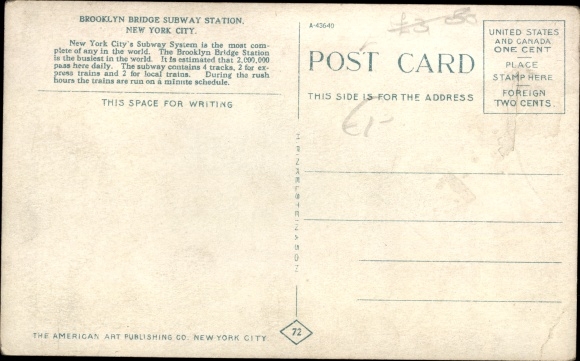 BROOKLYN BRIDGE SUBWAY STATION,
NEW YORK CITY.
New York City's Subway System is the most com-
plete of any in the world. The Brooklyn Bridge Station
is the busiest in the world. It is estimated that 2,000,000
pass here daily. The subway contains 4 tracks, 2 for ex-
press trains and 2 for local trains. During the rush
hours the trains are run on a minute schedule.
THIS SPACE FOR WRITING
THE AMERICAN ART PUBLISHING CO. NEW YORK CITY.
72
A-43640
POST CARD
THIS SIDE IS FOR THE ADDRESS
UNITED STATES
AND CANADA
ONE CENT
PLACE
STAMP HERE
FOREIGN
TWO CENTS